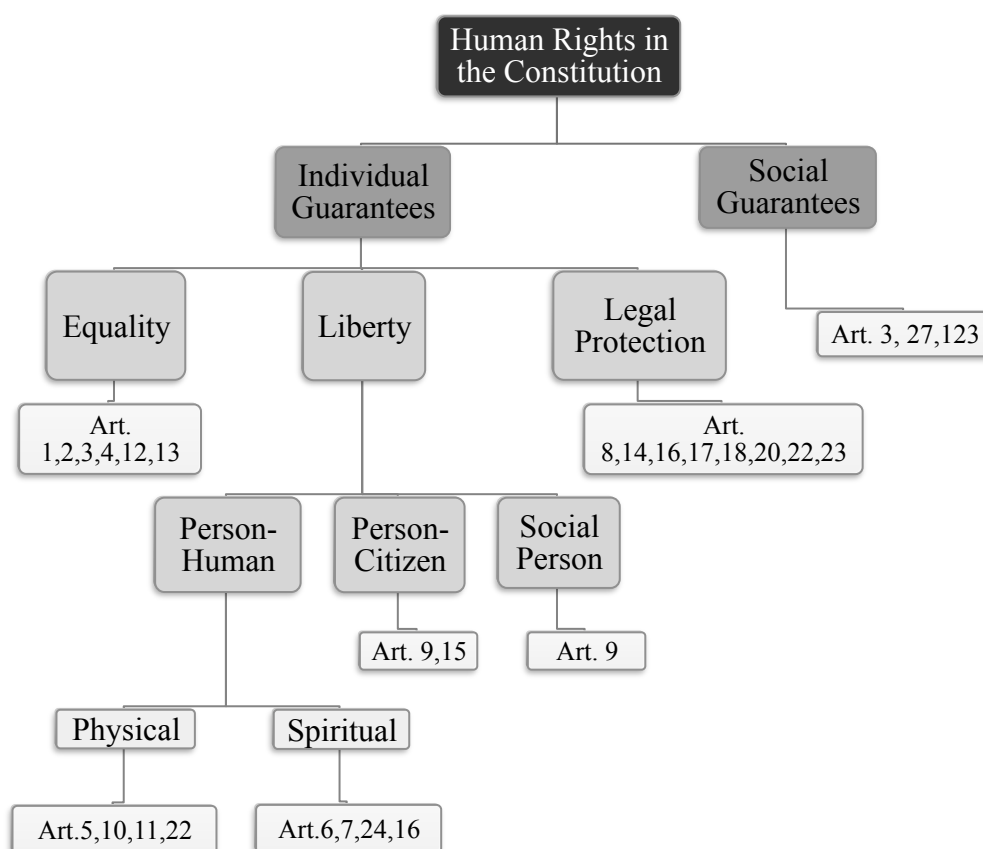 Human Rights in
the Constitution
Individual
Guarantees
Social
Guarantees
Equality
Liberty
Legal
Protection
Art. 3, 27,123
Art.
1,2,3,4,12,13
Art.
8,14,16,17,18,20,22,23
Person-
Human
Person-
Citizen
Social
Person
Art. 9,15
Art. 9
Physical
Spiritual
Art.5,10,11,22
Art.6,7,24,16